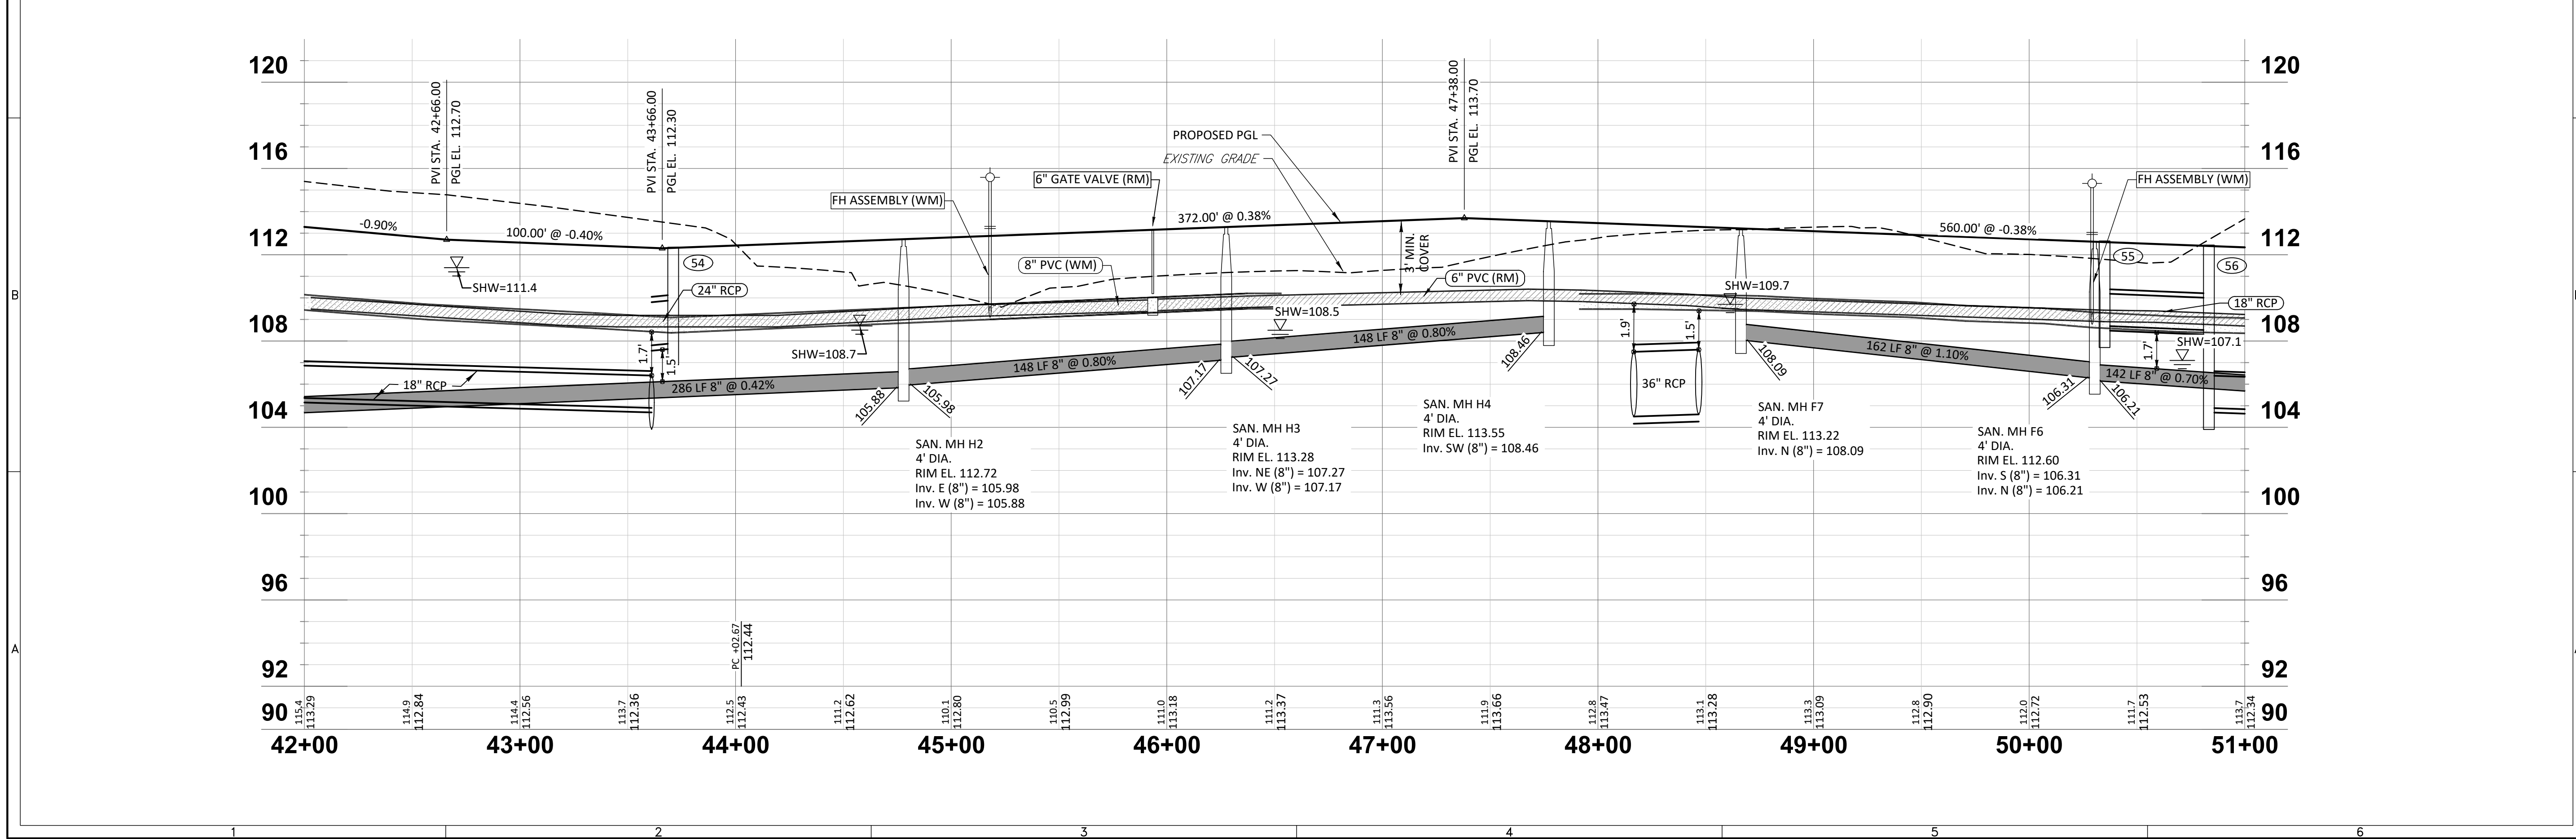 120
116
112
108
104
100
96
92
90
120
116
112
108
104
100
96
92
90
PVI STA. 42+66.00
PGL EL. 112.70
PVI STA. 43+66.00
PGL EL. 112.30
PVI STA. 47+38.00
PGL EL. 113.70
PROPOSED PGL
EXISTING GRADE
FH ASSEMBLY (WM)
6" GATE VALVE (RM)
FH ASSEMBLY (WM)
-0.90%
100.00' @ -0.40%
372.00' @ 0.38%
560.00' @ -0.38%
3' MIN.
COVER
54
55
56
SHW=111.4
24" RCP
8" PVC (WM)
6" PVC (RM)
SHW=109.7
18" RCP
SHW=108.5
SHW=108.7
SHW=107.1
1.7'
1.5'
1.9'
1.5'
1.7'
18" RCP
36" RCP
286 LF 8" @ 0.42%
148 LF 8" @ 0.80%
148 LF 8" @ 0.80%
162 LF 8" @ 1.10%
142 LF 8" @ 0.70%
105.88
105.98
107.17
107.27
108.46
108.09
106.31
106.21
SAN. MH H2
4' DIA.
RIM EL. 112.72
Inv. E (8") = 105.98
Inv. W (8") = 105.88
SAN. MH H3
4' DIA.
RIM EL. 113.28
Inv. NE (8") = 107.27
Inv. W (8") = 107.17
SAN. MH H4
4' DIA.
RIM EL. 113.55
Inv. SW (8") = 108.46
SAN. MH F7
4' DIA.
RIM EL. 113.22
Inv. N (8") = 108.09
SAN. MH F6
4' DIA.
RIM EL. 112.60
Inv. S (8") = 106.31
Inv. N (8") = 106.21
PC +02.67
112.44
115.4
113.29
114.9
112.84
114.4
112.56
113.7
112.36
112.5
112.43
111.2
112.62
110.1
112.80
110.5
112.99
111.0
113.18
111.2
113.37
111.3
113.56
111.9
113.66
112.8
113.47
113.1
113.28
113.3
113.09
112.8
112.90
112.0
112.72
111.7
112.53
113.7
112.34
42+00
43+00
44+00
45+00
46+00
47+00
48+00
49+00
50+00
51+00
B
A
1
2
3
4
5
6